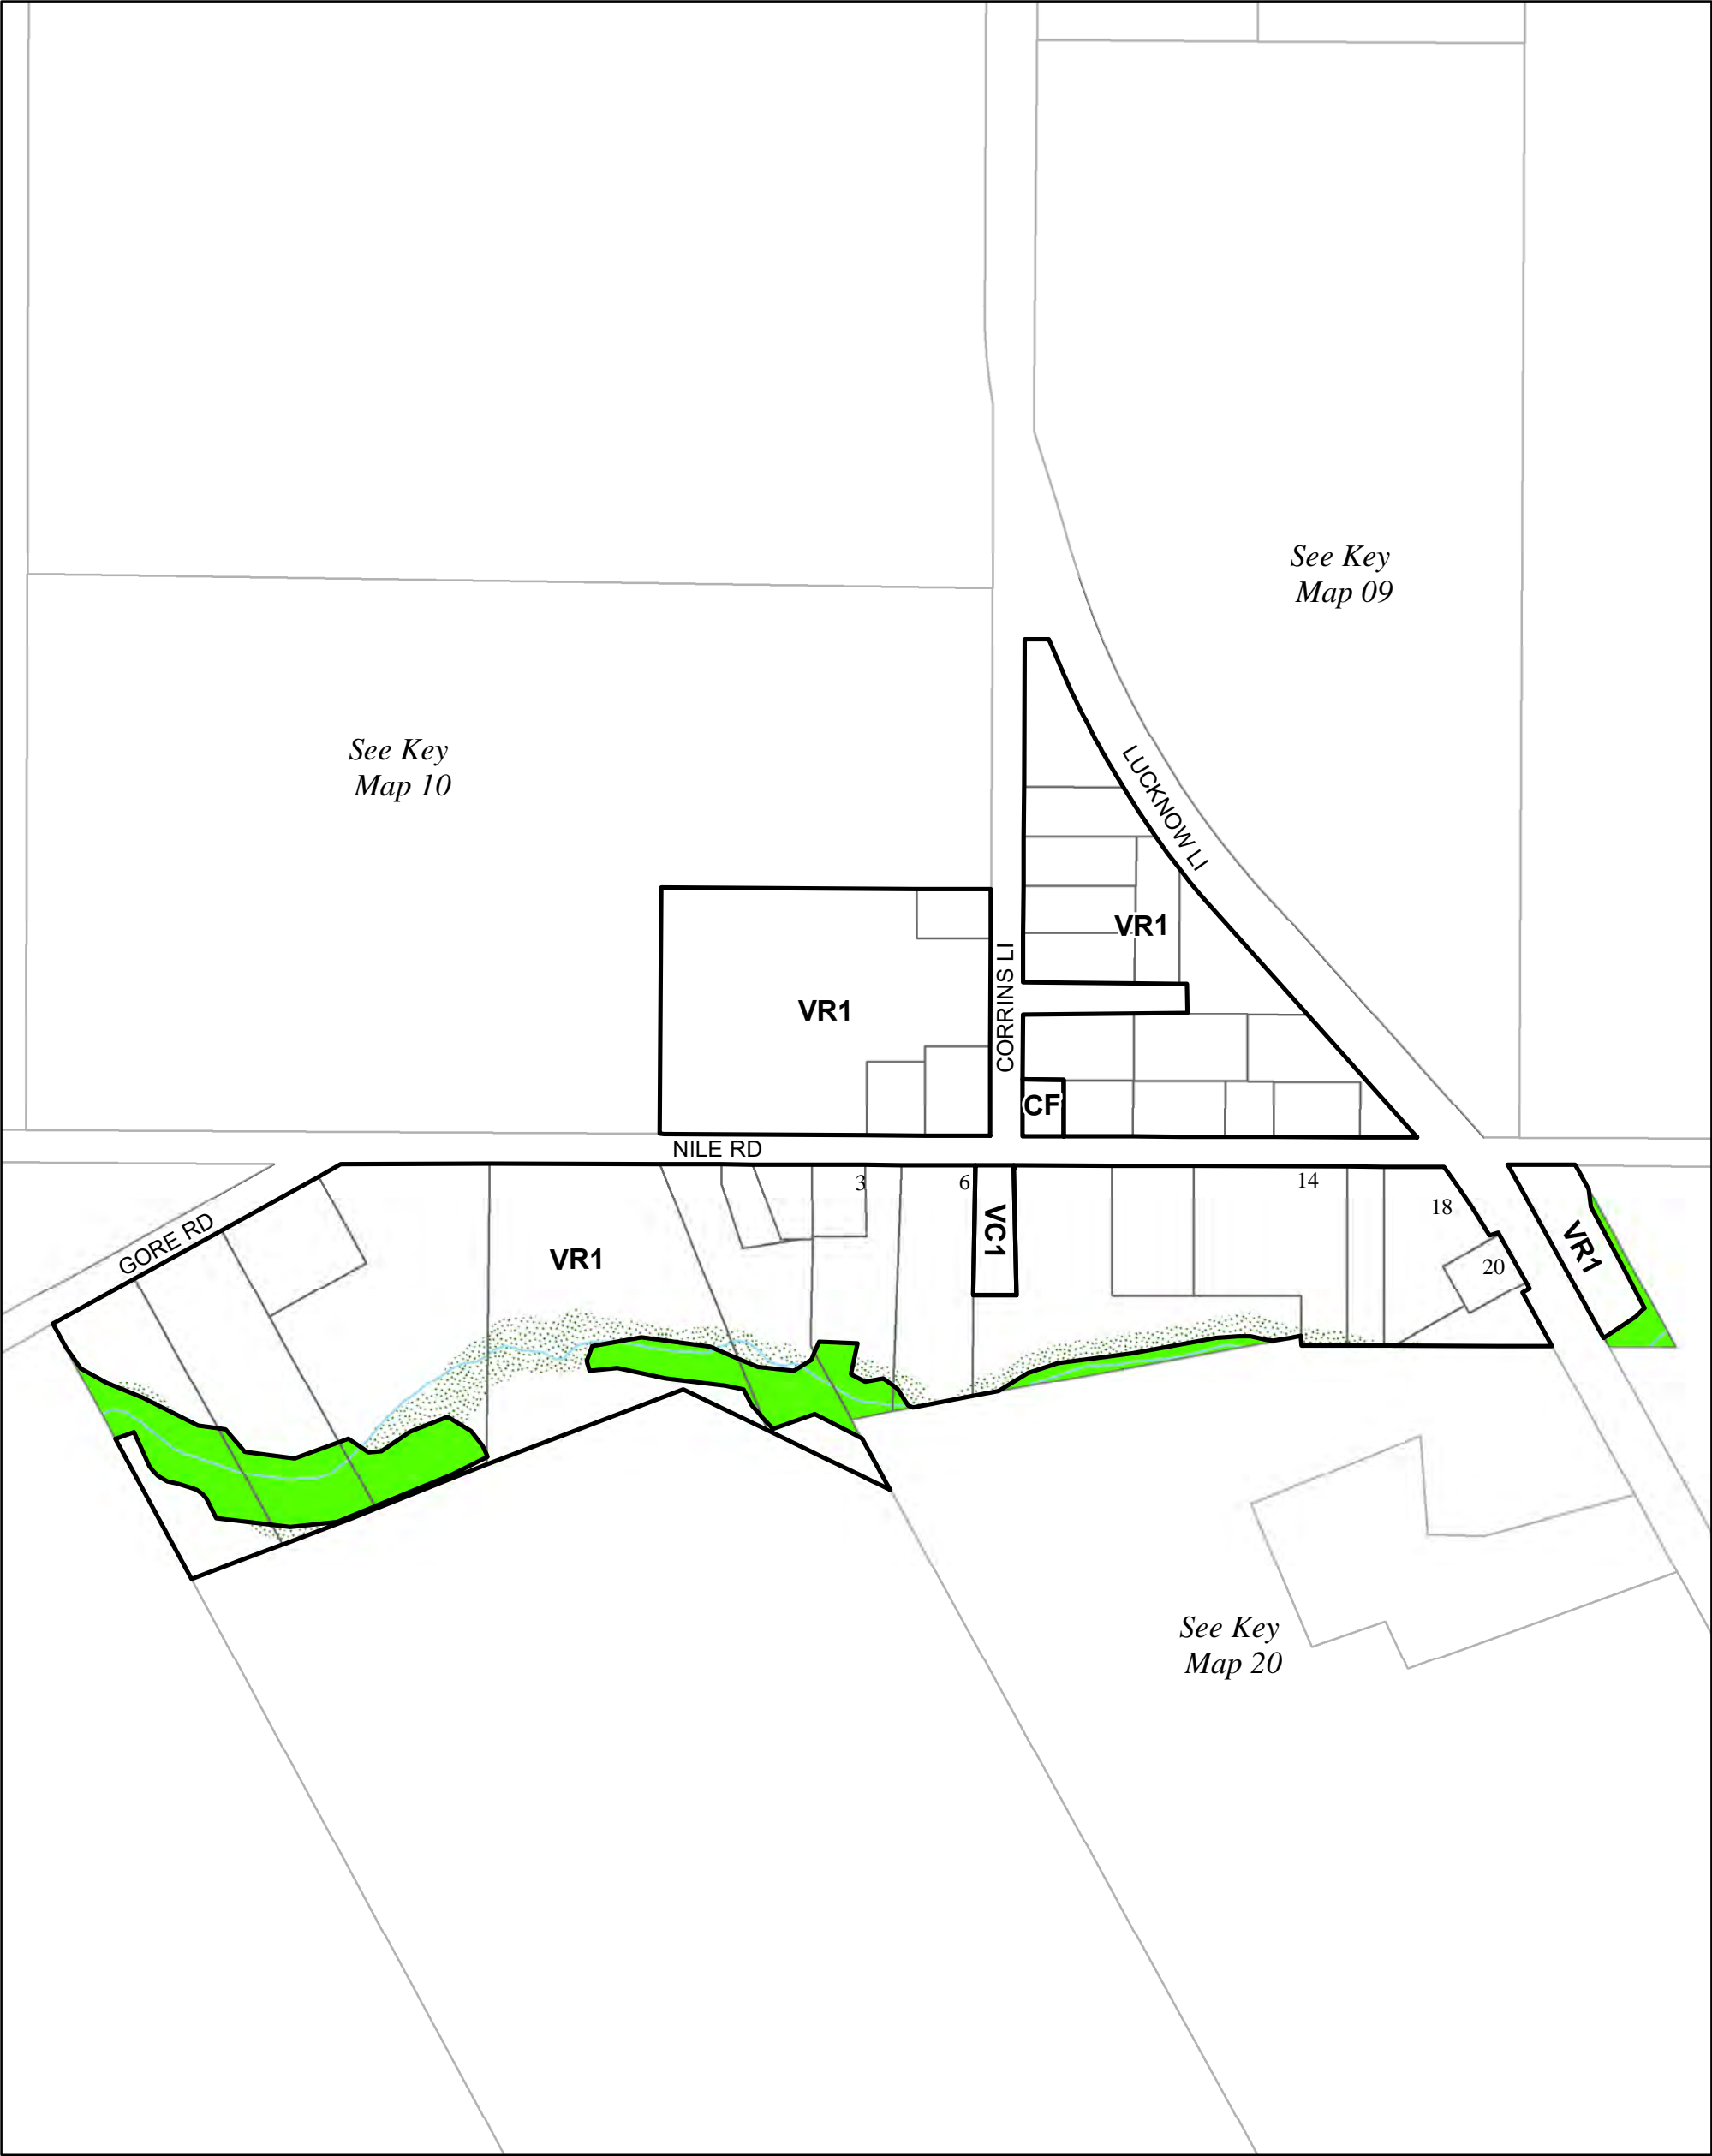 See Key
Map 09
See Key
Map 10
LUCKNOW LI
VR1
CORRINS LI
VR1
CF
NILE RD
3
6
14
18
GORE RD
VC1
VR1
VR1
20
See Key
Map 20